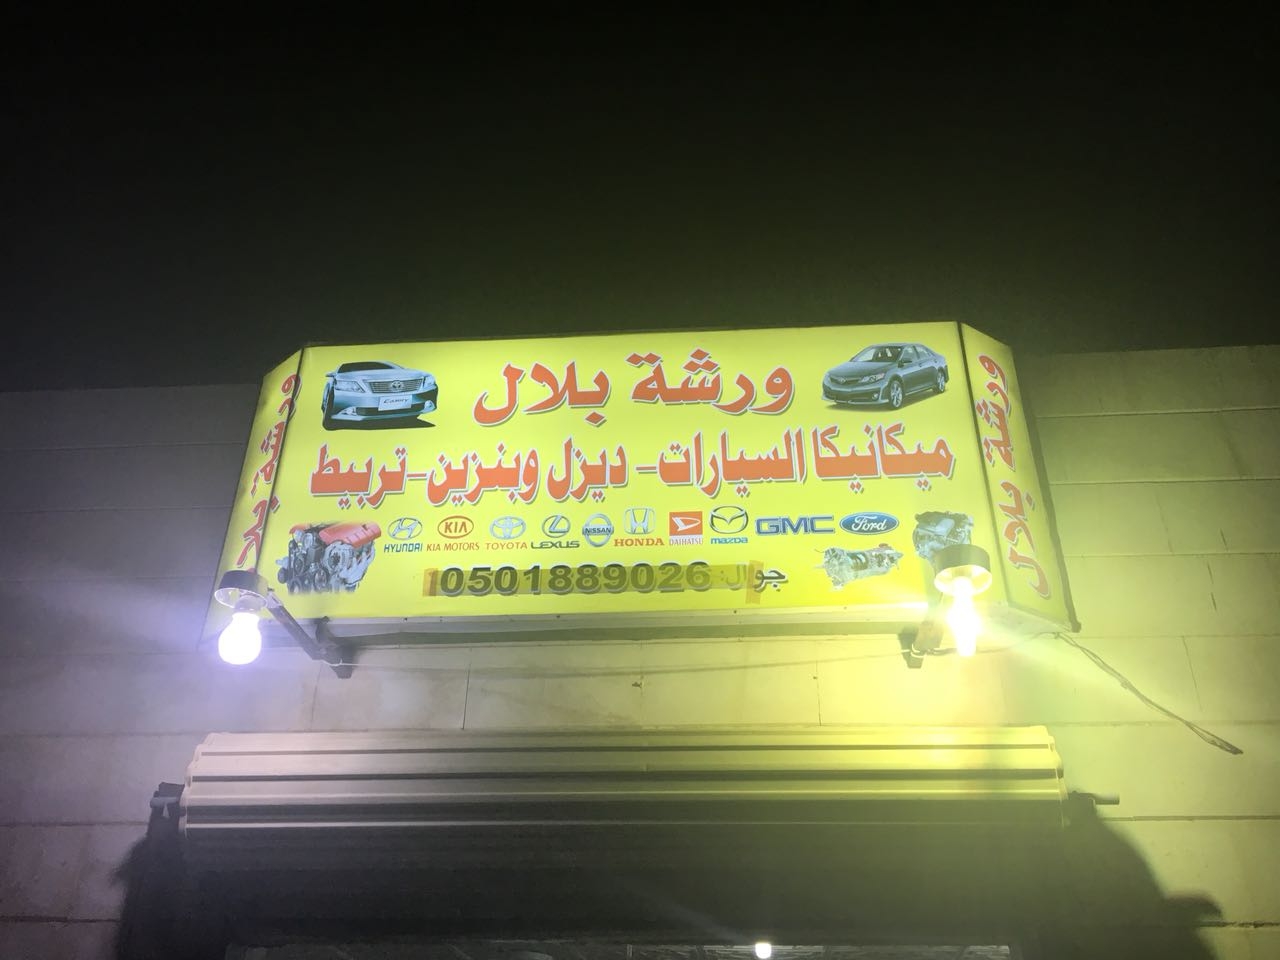 ورشة بلال
ميكانيكا السيارات - ديزل وبنزين - تربيط
HYUNDAI KIA MOTORS TOYOTA LEXUS NISSAN HONDA DAIHATSU mazda GMC Ford
جوال: 0501889026
ورشة بلال
Camry